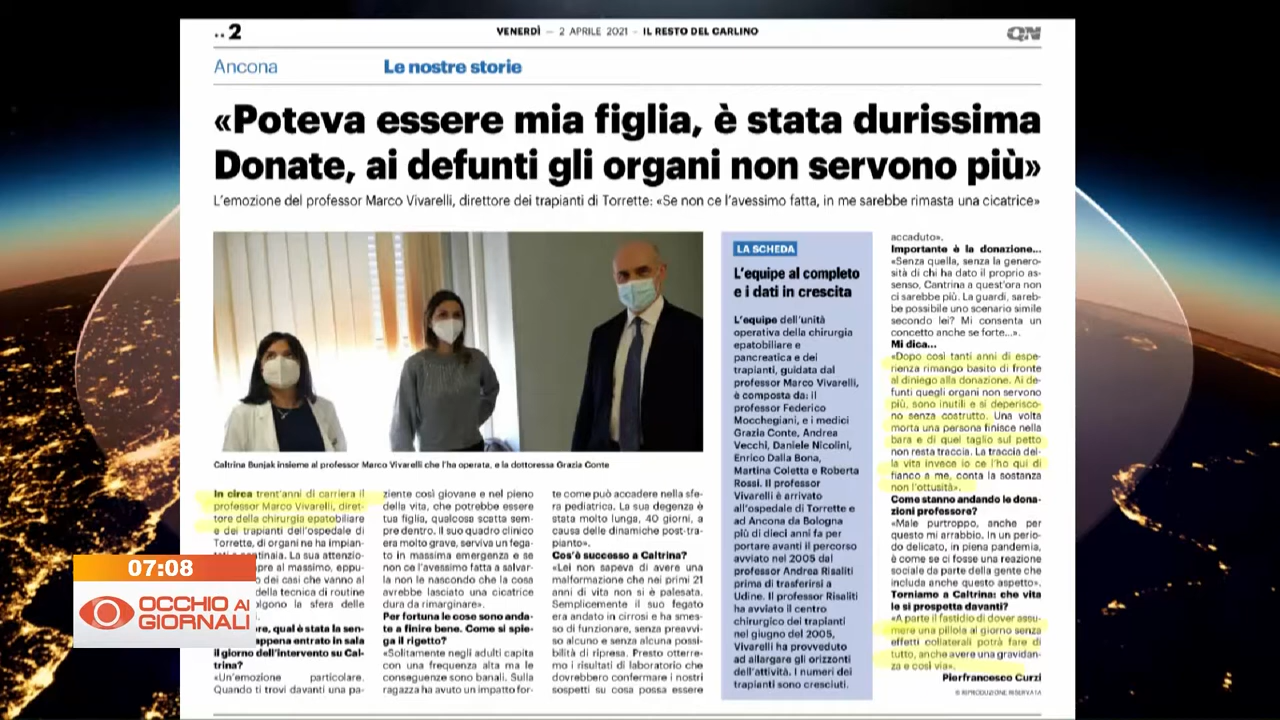 ..2
VENERDÌ — 2 APRILE 2021 – IL RESTO DEL CARLINO
QN
Ancona
Le nostre storie
«Poteva essere mia figlia, è stata durissima
Donate, ai defunti gli organi non servono più»
L'emozione del professor Marco Vivarelli, direttore dei trapianti di Torrette: «Se non ce l'avessimo fatta, in me sarebbe rimasta una cicatrice»
Caltrina Bunjak insieme al professor Marco Vivarelli che l'ha operata, e la dottoressa Grazia Conte
In circa trent'anni di carriera il
professor Marco Vivarelli, diret-
tore della chirurgia epatobiliare
e dei trapianti dell'ospedale di
Torrette, di organi ne ha impian-
tinaia. La sua attenzio-
pre al massimo, eppu-
dei casi che vanno al
della tecnica di routine
olgono la sfera delle
re, qual è stata la sen-
appena entrato in sala
il giorno dell'intervento su Cal-
trina?
«Un'emozione particolare.
Quando ti trovi davanti una pa-
ziente così giovane e nel pieno
della vita, che potrebbe essere
tua figlia, qualcosa scatta sem-
pre dentro. Il suo quadro clinico
era molto grave, serviva un fega-
to in massima emergenza e se
non ce l'avessimo fatta a salvar-
la non le nascondo che la cosa
avrebbe lasciato una cicatrice
dura da rimarginare».
Per fortuna le cose sono anda-
te a finire bene. Come si spie-
ga il rigetto?
«Solitamente negli adulti capita
con una frequenza alta ma le
conseguenze sono banali. Sulla
ragazza ha avuto un impatto for-
te come può accadere nella sfe-
ra pediatrica. La sua degenza è
stata molto lunga, 40 giorni, a
causa delle dinamiche post-tra-
pianto».
Cos'è successo a Caltrina?
«Lei non sapeva di avere una
malformazione che nei primi 21
anni di vita non si è palesata.
Semplicemente il suo fegato
era andato in cirrosi e ha smes-
so di funzionare, senza preavvi-
so alcuno e senza alcuna possi-
bilità di ripresa. Presto otterre-
mo i risultati di laboratorio che
dovrebbero confermare i nostri
sospetti su cosa possa essere
LA SCHEDA
L'equipe al completo
e i dati in crescita
L'equipe dell'unità
operativa della chirurgia
epatobiliare e
pancreatica e dei
trapianti, guidata dal
professor Marco Vivarelli,
è composta da: il
professor Federico
Mocchegiani, e i medici
Grazia Conte, Andrea
Vecchi, Daniele Nicolini,
Enrico Dalla Bona,
Martina Coletta e Roberta
Rossi. Il professor
Vivarelli è arrivato
all'ospedale di Torrette e
ad Ancona da Bologna
più di dieci anni fa per
portare avanti il percorso
avviato nel 2005 dal
professor Andrea Risaliti
prima di trasferirsi a
Udine. Il professor Risaliti
ha avviato il centro
chirurgico dei trapianti
nel giugno del 2005,
Vivarelli ha provveduto
ad allargare gli orizzonti
dell'attività. I numeri dei
trapianti sono cresciuti.
accaduto».
Importante è la donazione...
«Senza quella, senza la genero-
sità di chi ha dato il proprio as-
senso, Cantrina a quest'ora non
ci sarebbe più. La guardi, sareb-
be possibile uno scenario simile
secondo lei? Mi consenta un
concetto anche se forte...».
Mi dica...
«Dopo così tanti anni di espe-
rienza rimango basito di fronte
al diniego alla donazione. Ai de-
funti quegli organi non servono
più, sono inutili e si deperisco-
no senza costrutto. Una volta
morta una persona finisce nella
bara e di quel taglio sul petto
non resta traccia. La traccia del-
la vita invece io ce l'ho qui di
fianco a me, conta la sostanza
non l'ottusità».
Come stanno andando le dona-
zioni professore?
«Male purtroppo, anche per
questo mi arrabbio. In un perio-
do delicato, in piena pandemia,
è come se ci fosse una reazione
sociale da parte della gente che
includa anche questo aspetto».
Torniamo a Caltrina: che vita
le si prospetta davanti?
«A parte il fastidio di dover assu-
mere una pillola al giorno senza
effetti collaterali potrà fare di
tutto, anche avere una gravidan-
za e così via».
Pierfrancesco Curzi
© RIPRODUZIONE RISERVATA
07:08
OCCHIO AI
GIORNALI